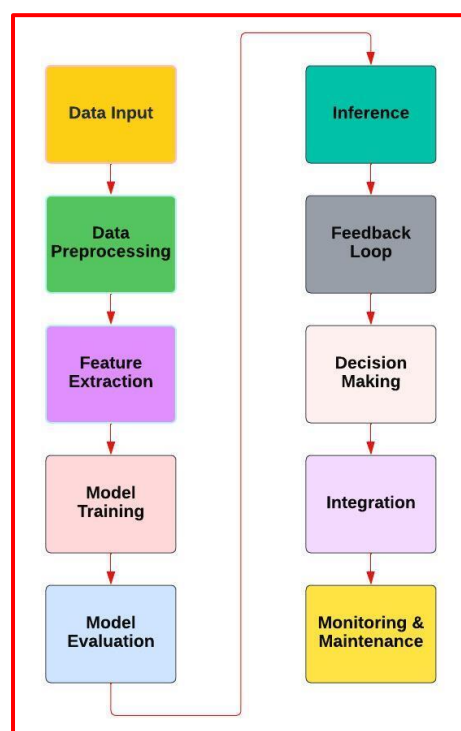 Data Input
Data
Preprocessing
Feature
Extraction
Model
Training
Model
Evaluation
Inference
Feedback
Loop
Decision
Making
Integration
Monitoring &
Maintenance